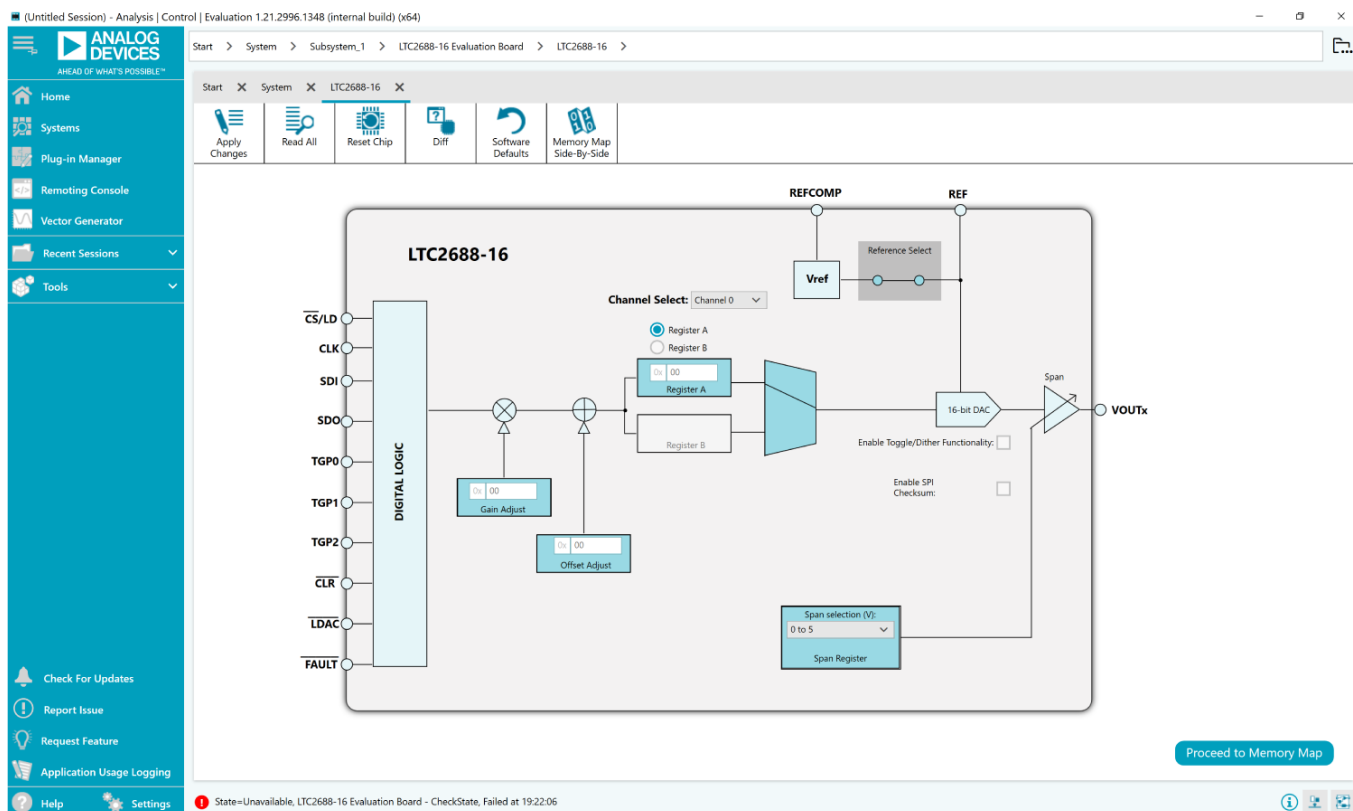 (Untitled Session) - Analysis | Control | Evaluation 1.21.2996.1348 (internal build) (x64)
ANALOG
DEVICES
AHEAD OF WHAT'S POSSIBLE™
Start > System > Subsystem_1 > LTC2688-16 Evaluation Board > LTC2688-16 >
Home
Systems
Plug-in Manager
Remoting Console
Vector Generator
Recent Sessions
Tools
Check For Updates
Report Issue
Request Feature
Application Usage Logging
Help
Settings
Start
System
LTC2688-16
Apply
Changes
Read All
Reset Chip
Diff
Software
Defaults
Memory Map
Side-By-Side
REFCOMP
REF
LTC2688-16
Reference Select
Vref
Channel Select: Channel 0
Register A
Register B
0x 00
Register A
Register B
CS/LD
CLK
SDI
SDO
TGP0
TGP1
TGP2
CLR
LDAC
FAULT
DIGITAL LOGIC
0x 00
Gain Adjust
0x 00
Offset Adjust
16-bit DAC
Span
VOUTx
Enable Toggle/Dither Functionality:
Enable SPI
Checksum:
Span selection (V):
0 to 5
Span Register
Proceed to Memory Map
State=Unavailable, LTC2688-16 Evaluation Board - CheckState, Failed at 19:22:06